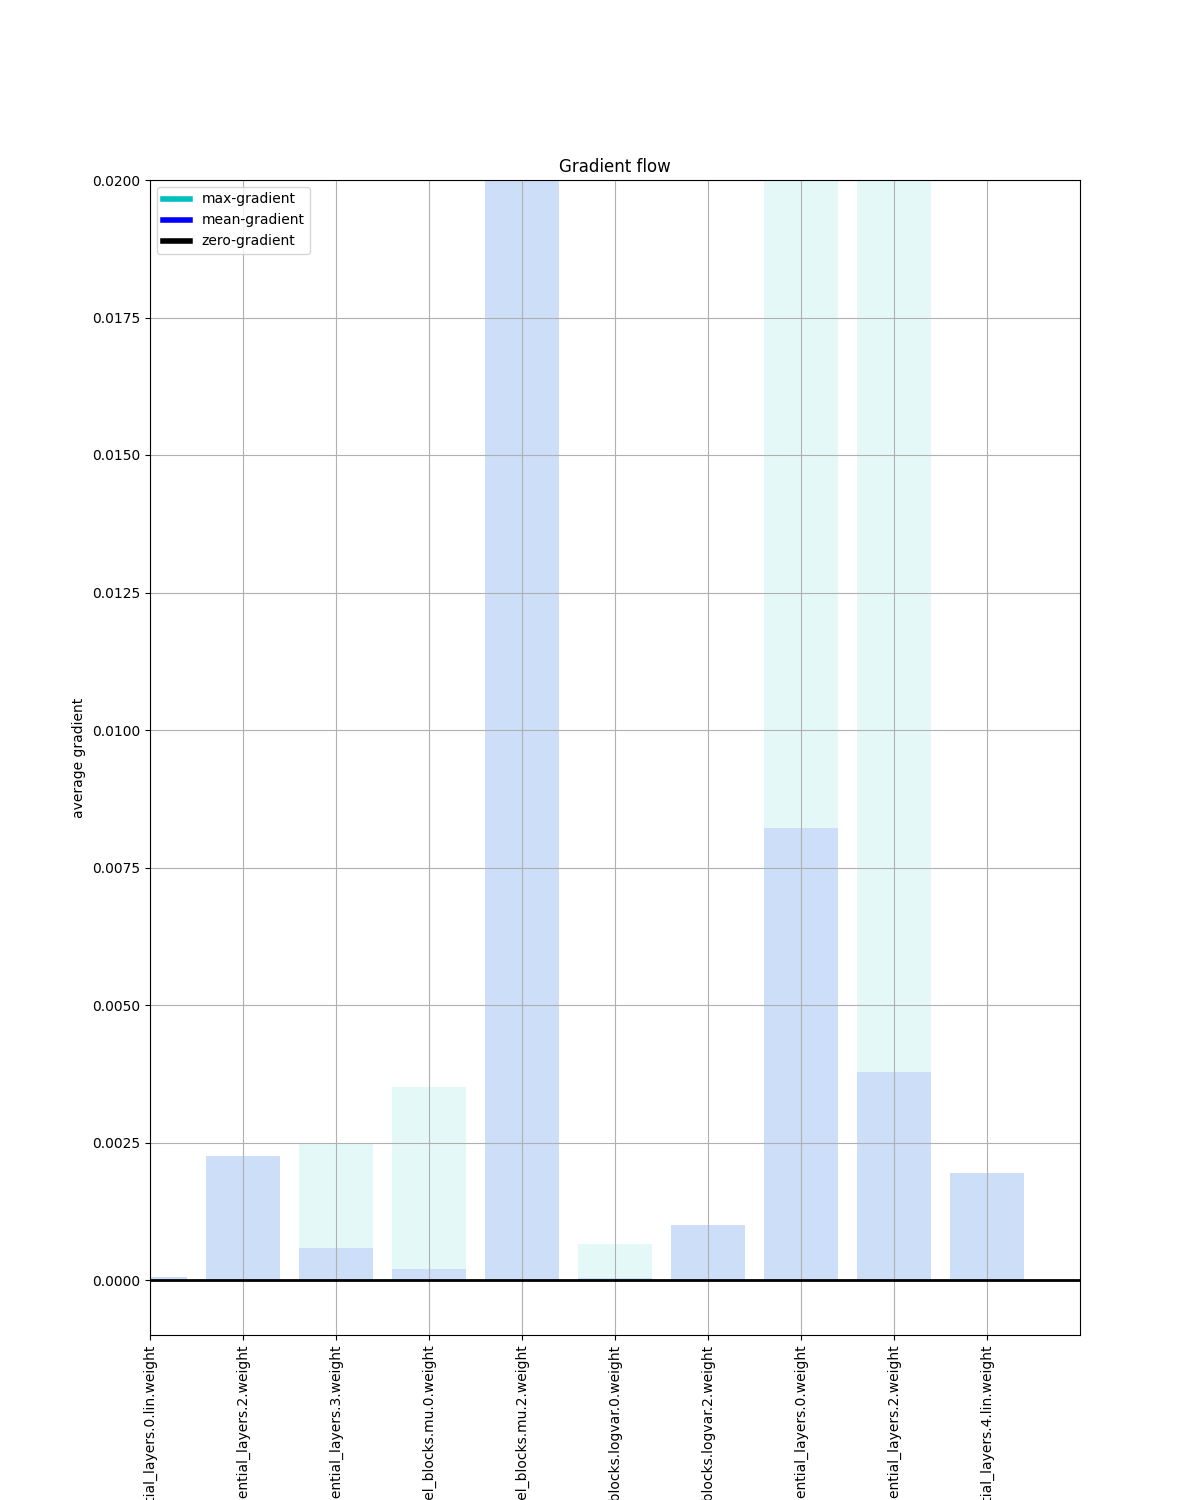 Gradient flow
max-gradient
mean-gradient
zero-gradient
0.0200
0.0175
0.0150
0.0125
0.0100
0.0075
0.0050
0.0025
0.0000
average gradient
tial_layers.0.lin.weight
ential_layers.2.weight
ential_layers.3.weight
el_blocks.mu.0.weight
el_blocks.mu.2.weight
blocks.logvar.0.weight
blocks.logvar.2.weight
ential_layers.0.weight
ential_layers.2.weight
tial_layers.4.lin.weight